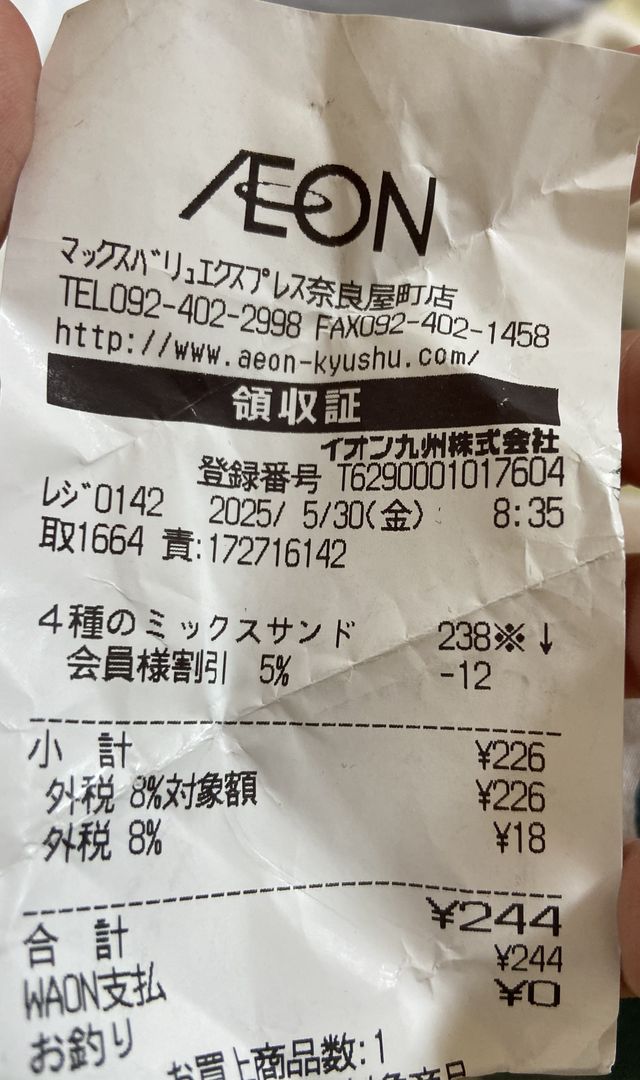 ÆON
マックスバリュエクスプレス奈良屋町店
TEL092-402-2998 FAX092-402-1458
http://www.aeon-kyushu.com/
領収証
イオン九州株式会社
登録番号 T6290001017604
レジ0142 2025/ 5/30(金) 8:35
取1664 責:172716142
4種のミックスサンド 238※↓
会員様割引 5% -12
小 計 ¥226
外税 8%対象額 ¥226
外税 8% ¥18
合 計 ¥244
WAON支払 ¥244
お釣り ¥0
お買上商品数:1